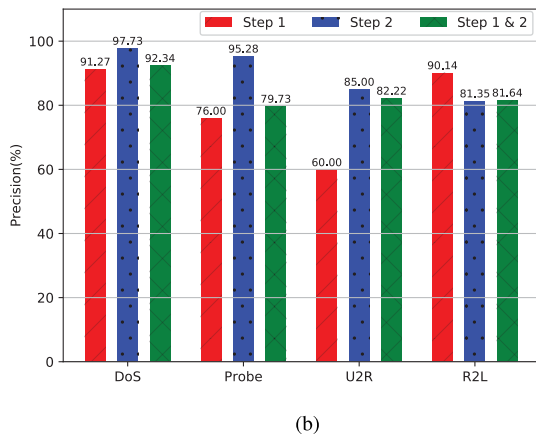 Step 1 Step 2 Step 1 & 2
100
80
60
40
20
0
Precision(%)
91.27 97.73 92.34
76.00 95.28 79.73
60.00 85.00 82.22
90.14 81.35 81.64
DoS Probe U2R R2L
(b)